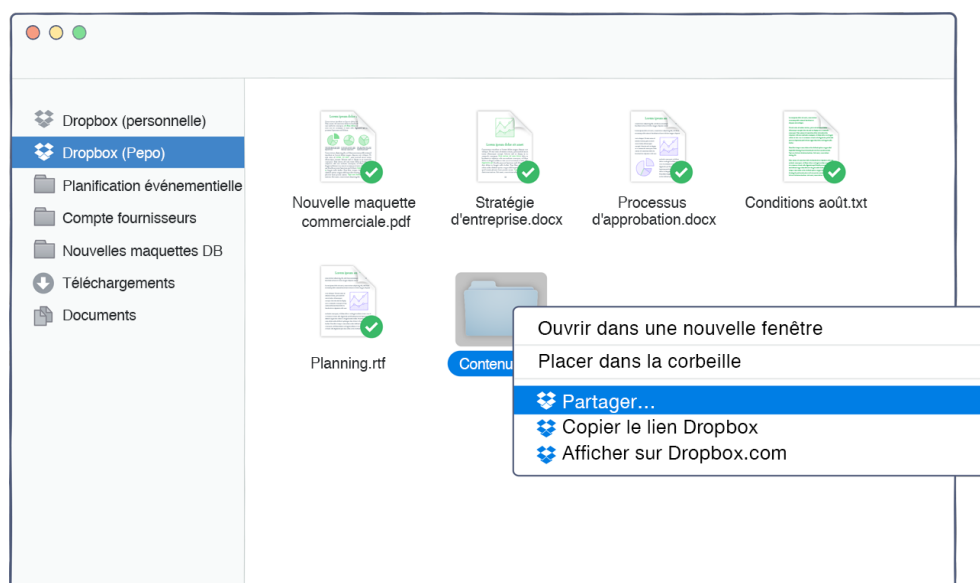 Dropbox (personnelle)
Dropbox (Pepo)
Planification événementielle
Compte fournisseurs
Nouvelles maquettes DB
Téléchargements
Documents
Nouvelle maquette
commerciale.pdf
Stratégie
d'entreprise.docx
Processus
d'approbation.docx
Conditions août.txt
Planning.rtf
Contenu
Ouvrir dans une nouvelle fenêtre
Placer dans la corbeille
Partager…
Copier le lien Dropbox
Afficher sur Dropbox.com